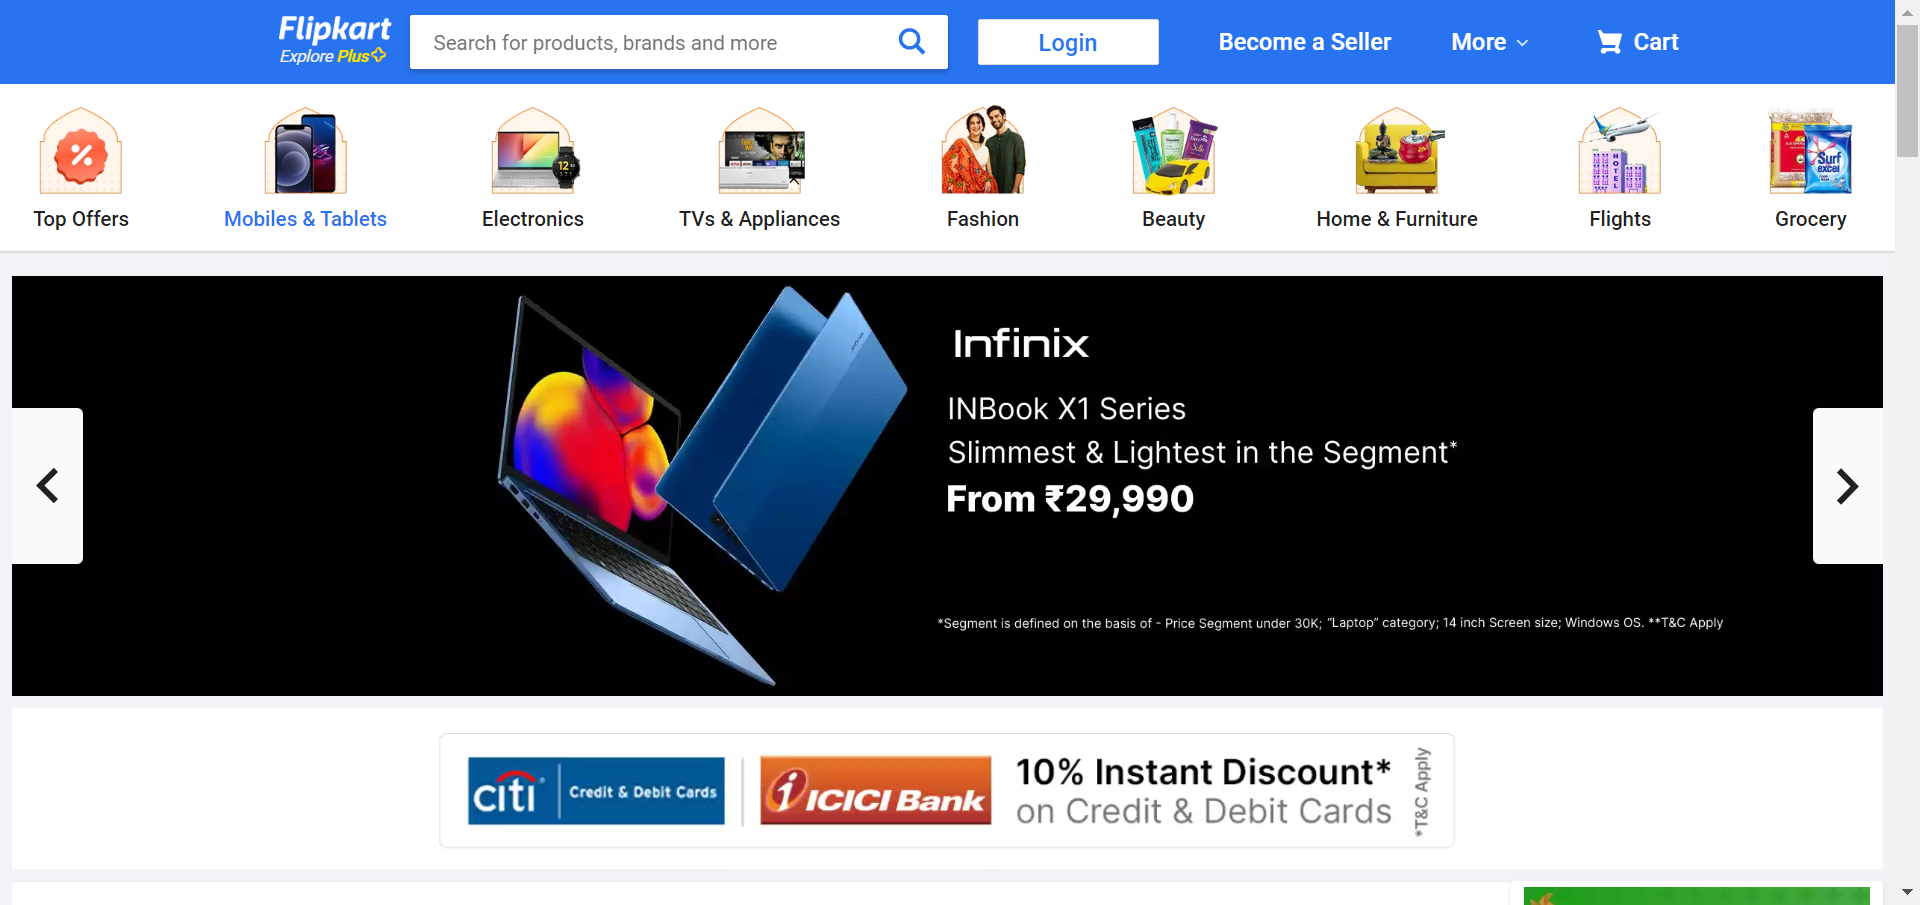 Flipkart
Explore Plus
Search for products, brands and more
Login
Become a Seller
More
Cart
Top Offers
Mobiles & Tablets
Electronics
TVs & Appliances
Fashion
Beauty
Home & Furniture
Flights
Grocery
HOTEL
Surf
excel
Infinix
INBook X1 Series
Slimmest & Lightest in the Segment*
From ₹29,990
*Segment is defined on the basis of - Price Segment under 30K; "Laptop" category; 14 inch Screen size; Windows OS. **T&C Apply
citi
Credit & Debit Cards
ICICI Bank
10% Instant Discount*
on Credit & Debit Cards
*T&C Apply